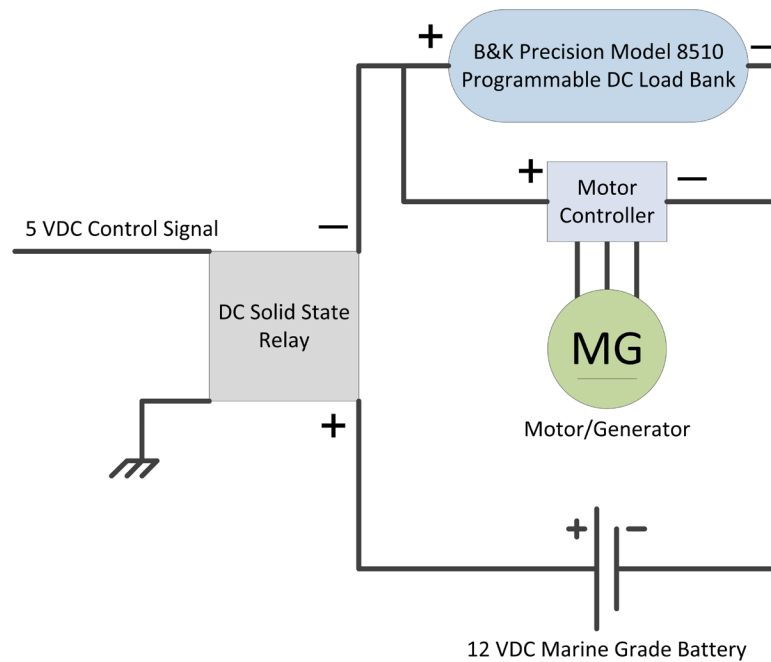 +
B&K Precision Model 8510
Programmable DC Load Bank
—
+
Motor
Controller
—
5 VDC Control Signal
—
DC Solid State
Relay
+
MG
Motor/Generator
+
−
12 VDC Marine Grade Battery